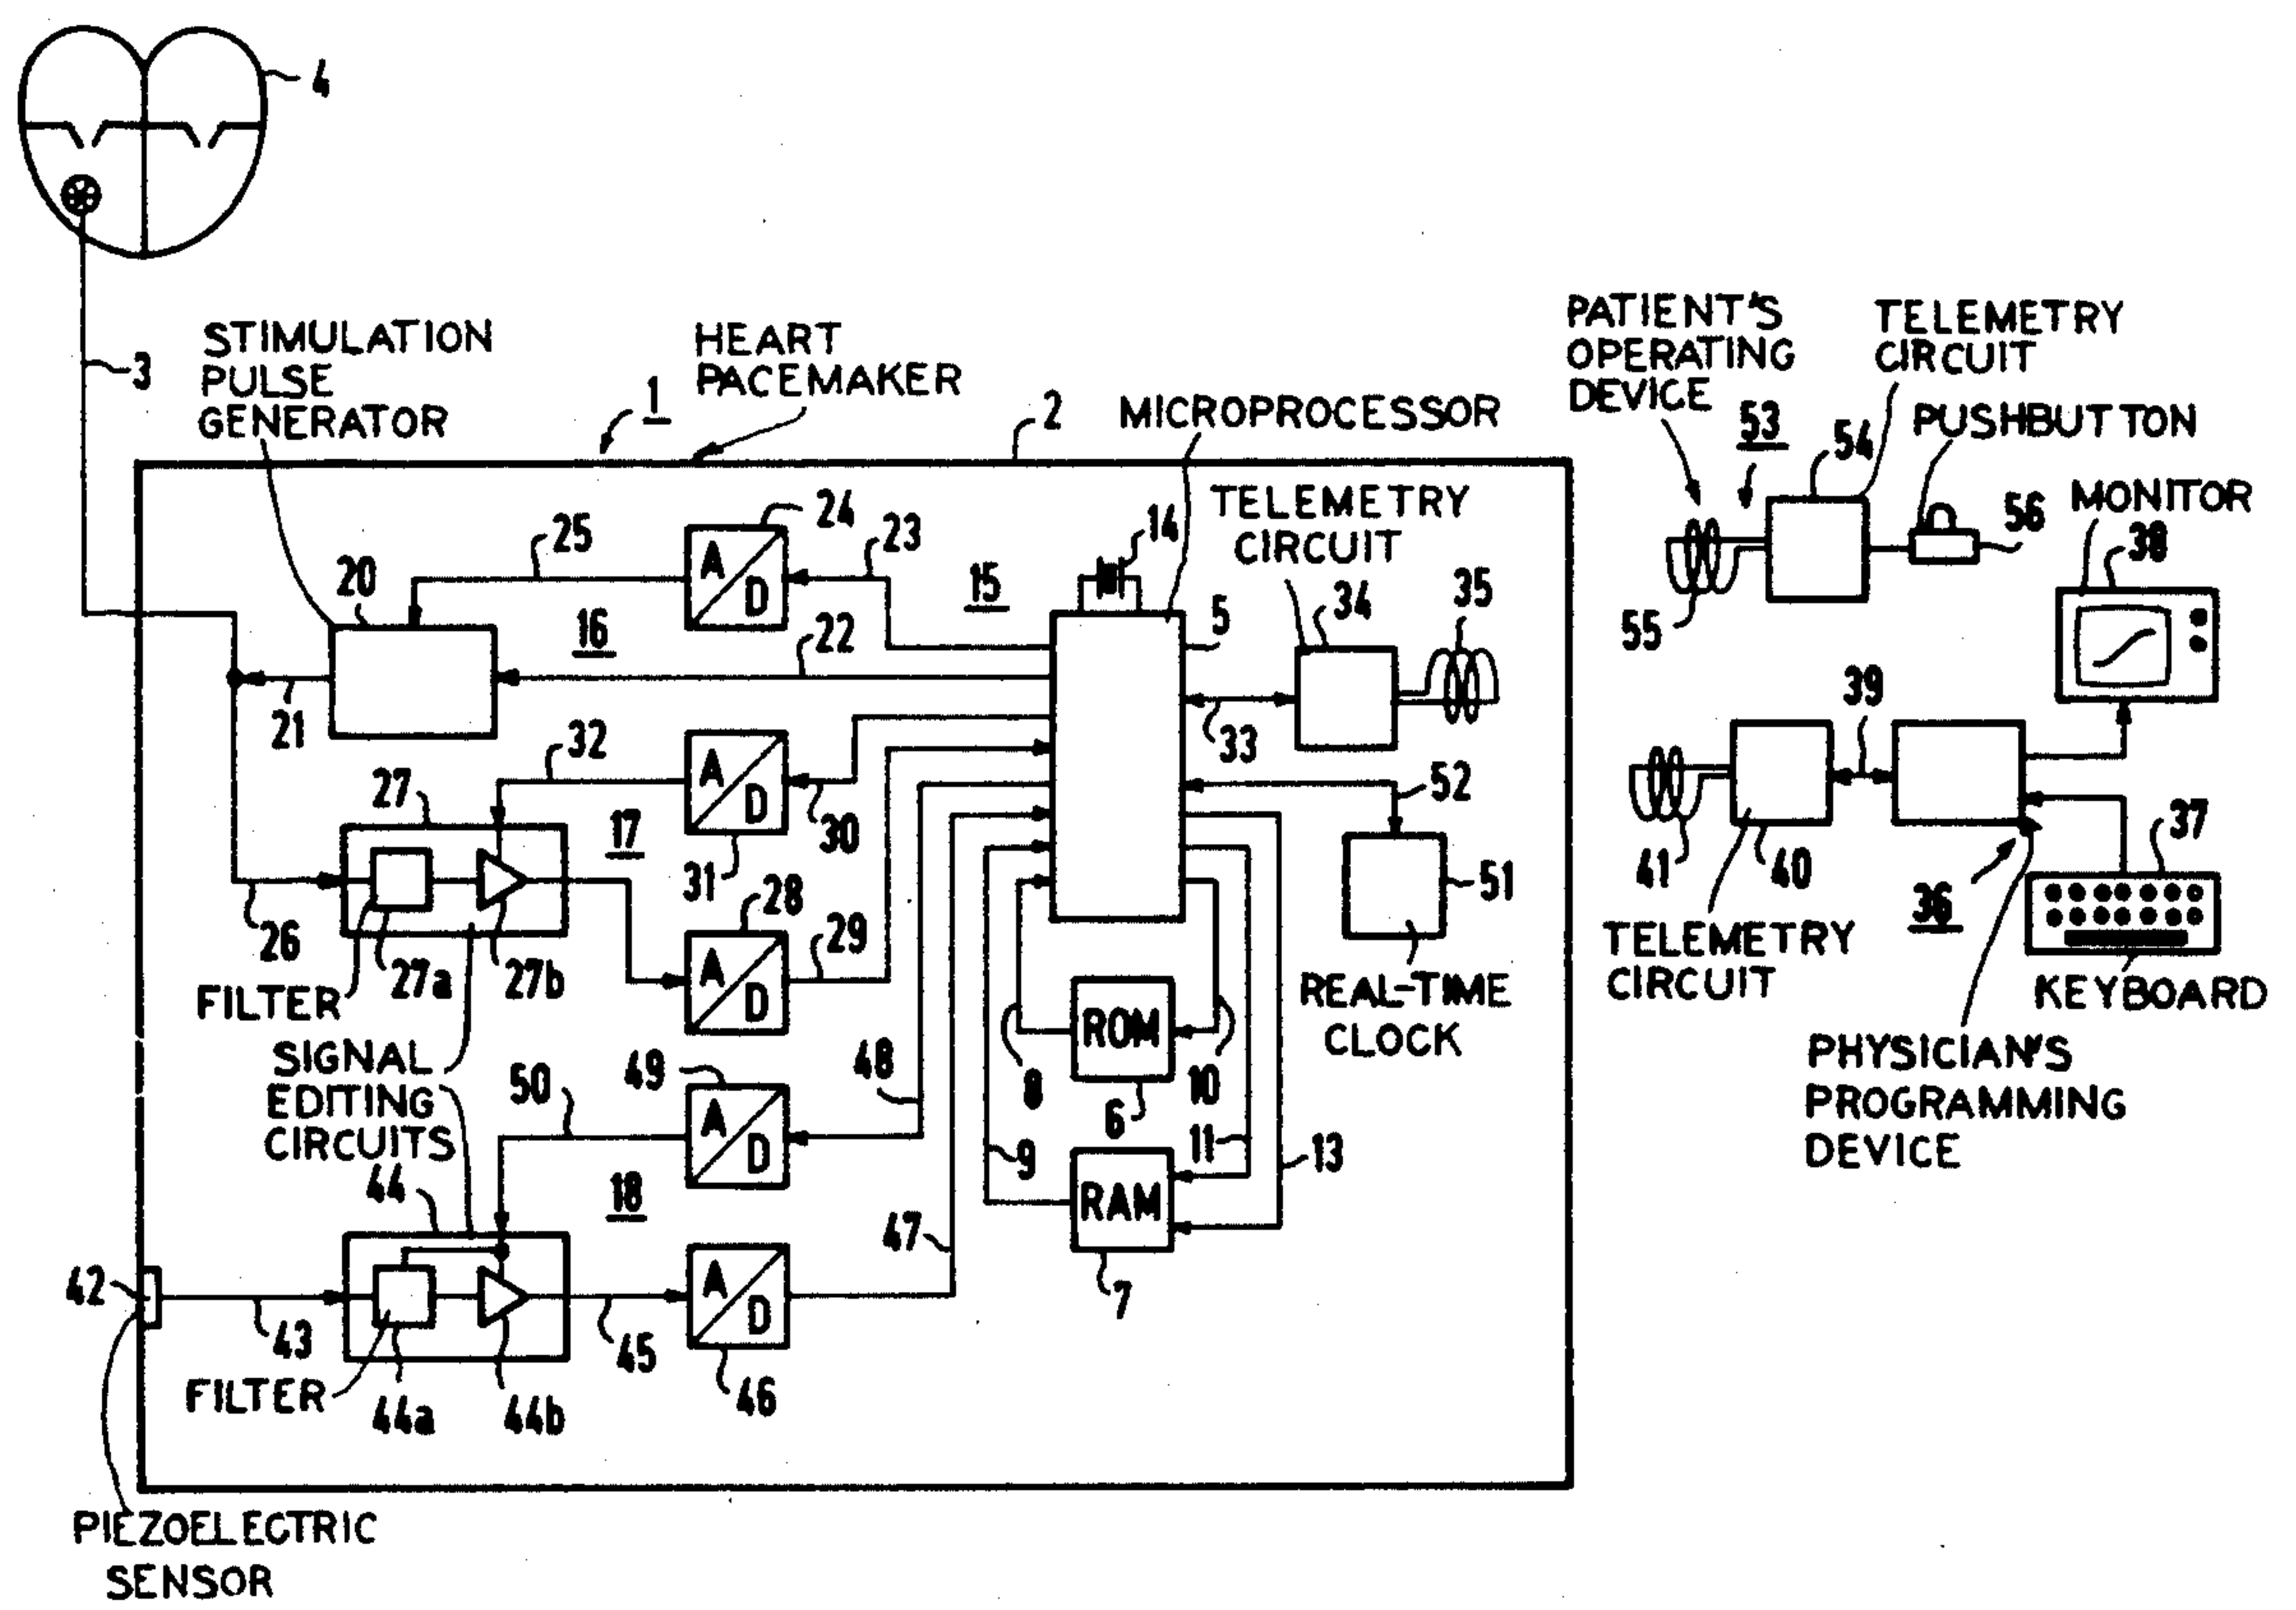 4
STIMULATION
PULSE
GENERATOR
3
HEART
PACEMAKER
1
2
MICROPROCESSOR
PATIENT'S
OPERATING
DEVICE
53
TELEMETRY
CIRCUIT
54
PUSHBUTTON
56
55
MONITOR
38
25
24
A
D
23
15
14
TELEMETRY
CIRCUIT
20
16
22
5
34
35
21
32
A
D
33
39
27
17
31
30
52
41
40
37
26
27a
27b
28
A
D
29
51
36
FILTER
TELEMETRY
CIRCUIT
KEYBOARD
REAL-TIME
CLOCK
SIGNAL
EDITING
CIRCUITS
50
49
A
D
48
ROM
8
6
10
PHYSICIAN'S
PROGRAMMING
DEVICE
9
11
13
44
18
47
RAM
7
42
43
45
A
D
46
FILTER
44a
44b
PIEZOELECTRIC
SENSOR